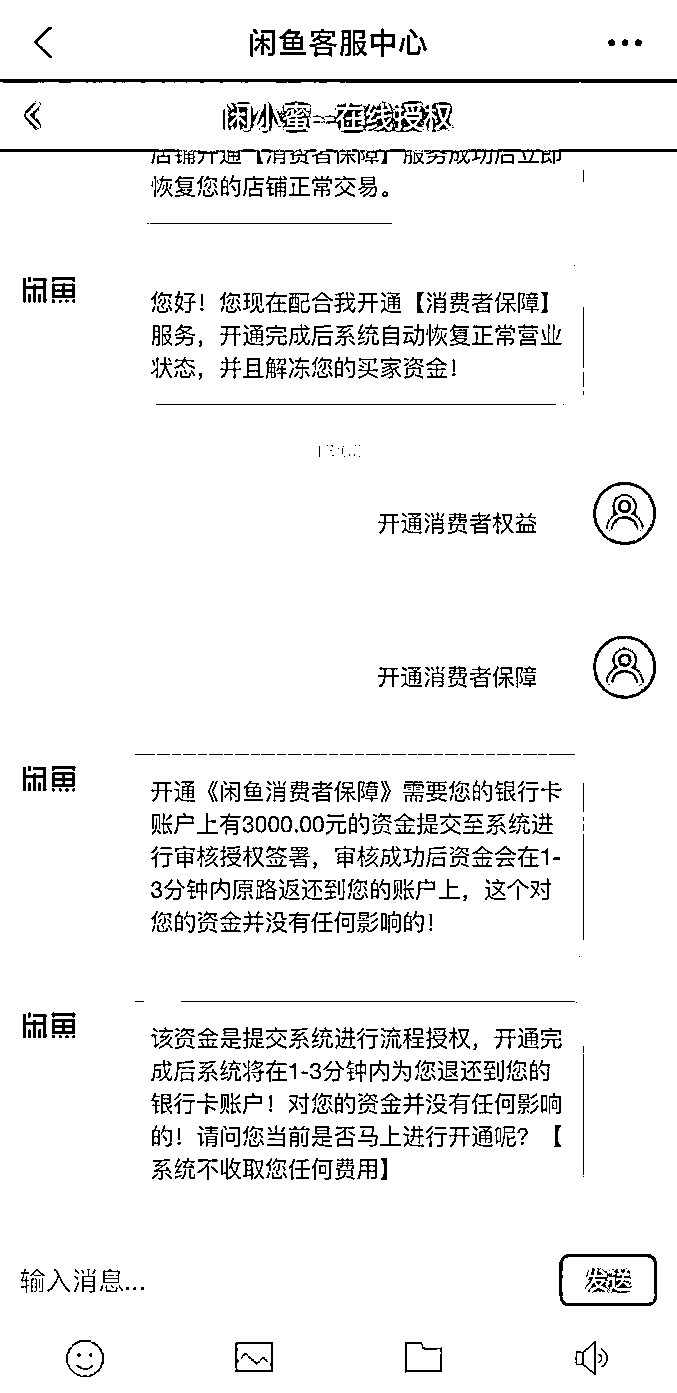 闲鱼客服中心
闲小蜜--在线授权
店铺开通【消费者保障】服务成功后立即
恢复您的店铺正常交易。
闲鱼
您好！您现在配合我开通【消费者保障】
服务，开通完成后系统自动恢复正常营业
状态，并且解冻您的买家资金！
开通消费者权益
开通消费者保障
闲鱼
开通《闲鱼消费者保障》需要您的银行卡
账户上有3000.00元的资金提交至系统进
行审核授权签署，审核成功后资金会在1-
3分钟内原路返还到您的账户上，这个对
您的资金并没有任何影响的！
闲鱼
该资金是提交系统进行流程授权，开通完
成后系统将在1-3分钟内为您退还到您的
银行卡账户！对您的资金并没有任何影响
的！请问您当前是否马上进行开通呢？【
系统不收取您任何费用】
输入消息...
发送